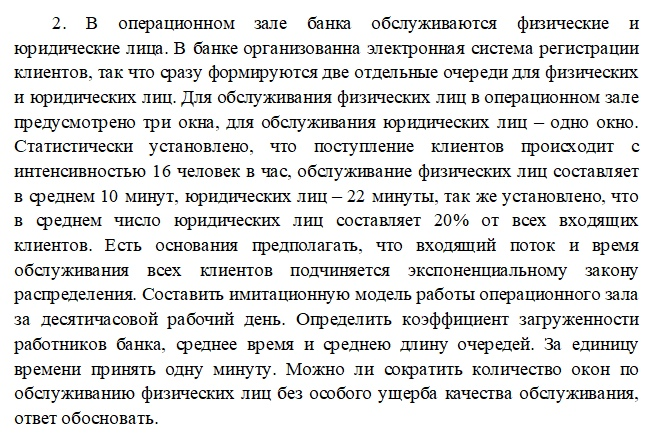 2. В операционном зале банка обслуживаются физические и
юридические лица. В банке организованна электронная система регистрации
клиентов, так что сразу формируются две отдельные очереди для физических
и юридических лиц. Для обслуживания физических лиц в операционном зале
предусмотрено три окна, для обслуживания юридических лиц – одно окно.
Статистически установлено, что поступление клиентов происходит с
интенсивностью 16 человек в час, обслуживание физических лиц составляет
в среднем 10 минут, юридических лиц – 22 минуты, так же установлено, что
в среднем число юридических лиц составляет 20% от всех входящих
клиентов. Есть основания предполагать, что входящий поток и время
обслуживания всех клиентов подчиняется экспоненциальному закону
распределения. Составить имитационную модель работы операционного зала
за десятичасовой рабочий день. Определить коэффициент загруженности
работников банка, среднее время и среднею длину очередей. За единицу
времени принять одну минуту. Можно ли сократить количество окон по
обслуживанию физических лиц без особого ущерба качества обслуживания,
ответ обосновать.